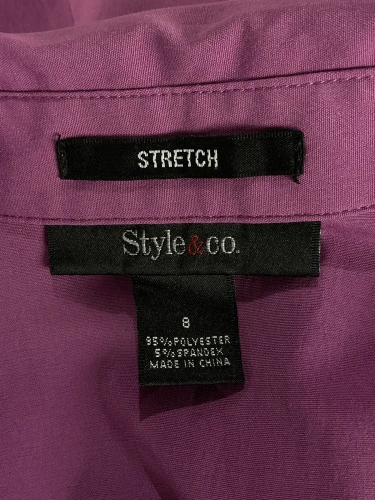 STRETCH
Style&co.
8
95%POLYESTER
5%SPANDEX
MADE IN CHINA